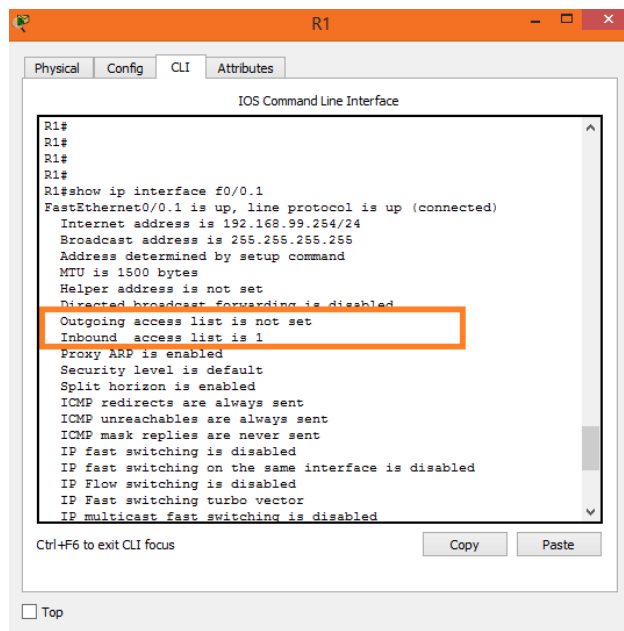 R1
Physical Config CLI Attributes
IOS Command Line Interface
R1#
R1#
R1#
R1#
R1#show ip interface f0/0.1
FastEthernet0/0.1 is up, line protocol is up (connected)
Internet address is 192.168.99.254/24
Broadcast address is 255.255.255.255
Address determined by setup command
MTU is 1500 bytes
Helper address is not set
Directed broadcast forwarding is disabled
Outgoing access list is not set
Inbound  access list is 1
Proxy ARP is enabled
Security level is default
Split horizon is enabled
ICMP redirects are always sent
ICMP unreachables are always sent
ICMP mask replies are never sent
IP fast switching is disabled
IP fast switching on the same interface is disabled
IP Flow switching is disabled
IP Fast switching turbo vector
IP multicast fast switching is disabled
Ctrl+F6 to exit CLI focus
Copy Paste
Top